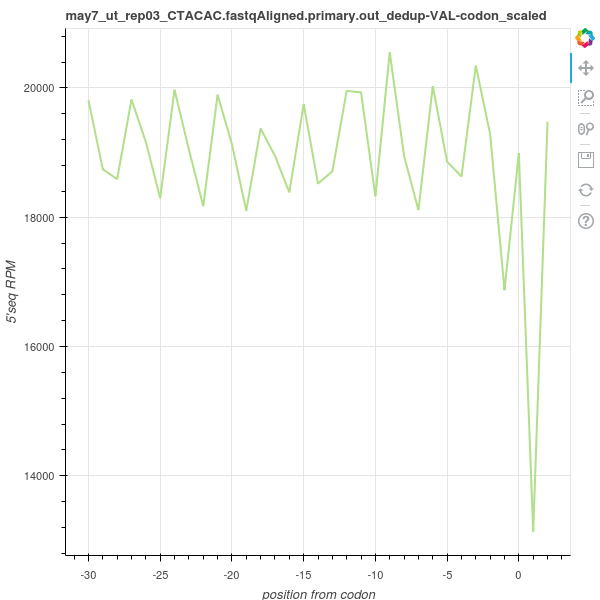 may7_ut_rep03_CTACAC.fastqAligned.primary.out_dedup-VAL-codon_scaled
20000
18000
16000
14000
5'seq RPM
-30 -25 -20 -15 -10 -5 0
position from codon